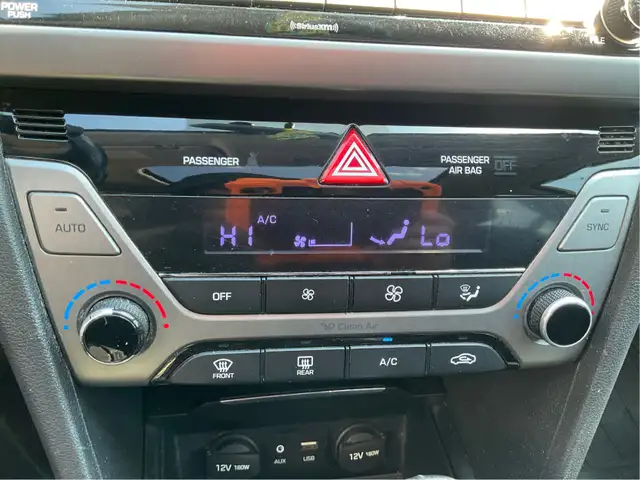 POWER
PUSH
SiriusXM
PASSENGER
PASSENGER
AIR BAG
OFF
AUTO
SYNC
A/C
HI
Lo
OFF
Clean Air
FRONT
REAR
A/C
12V 180W
AUX
USB
12V 180W